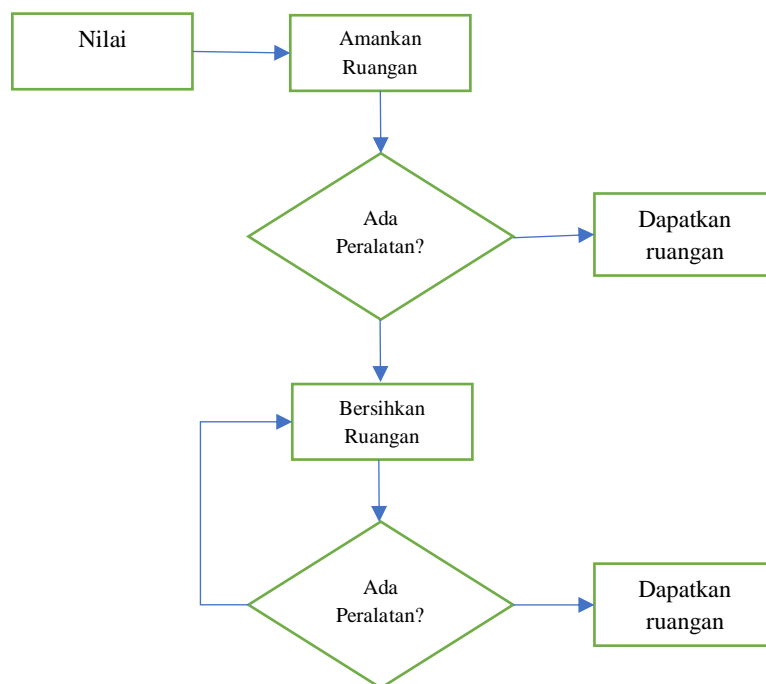 Nilai
Amankan
Ruangan
Ada
Peralatan?
Dapatkan
ruangan
Bersihkan
Ruangan
Ada
Peralatan?
Dapatkan
ruangan